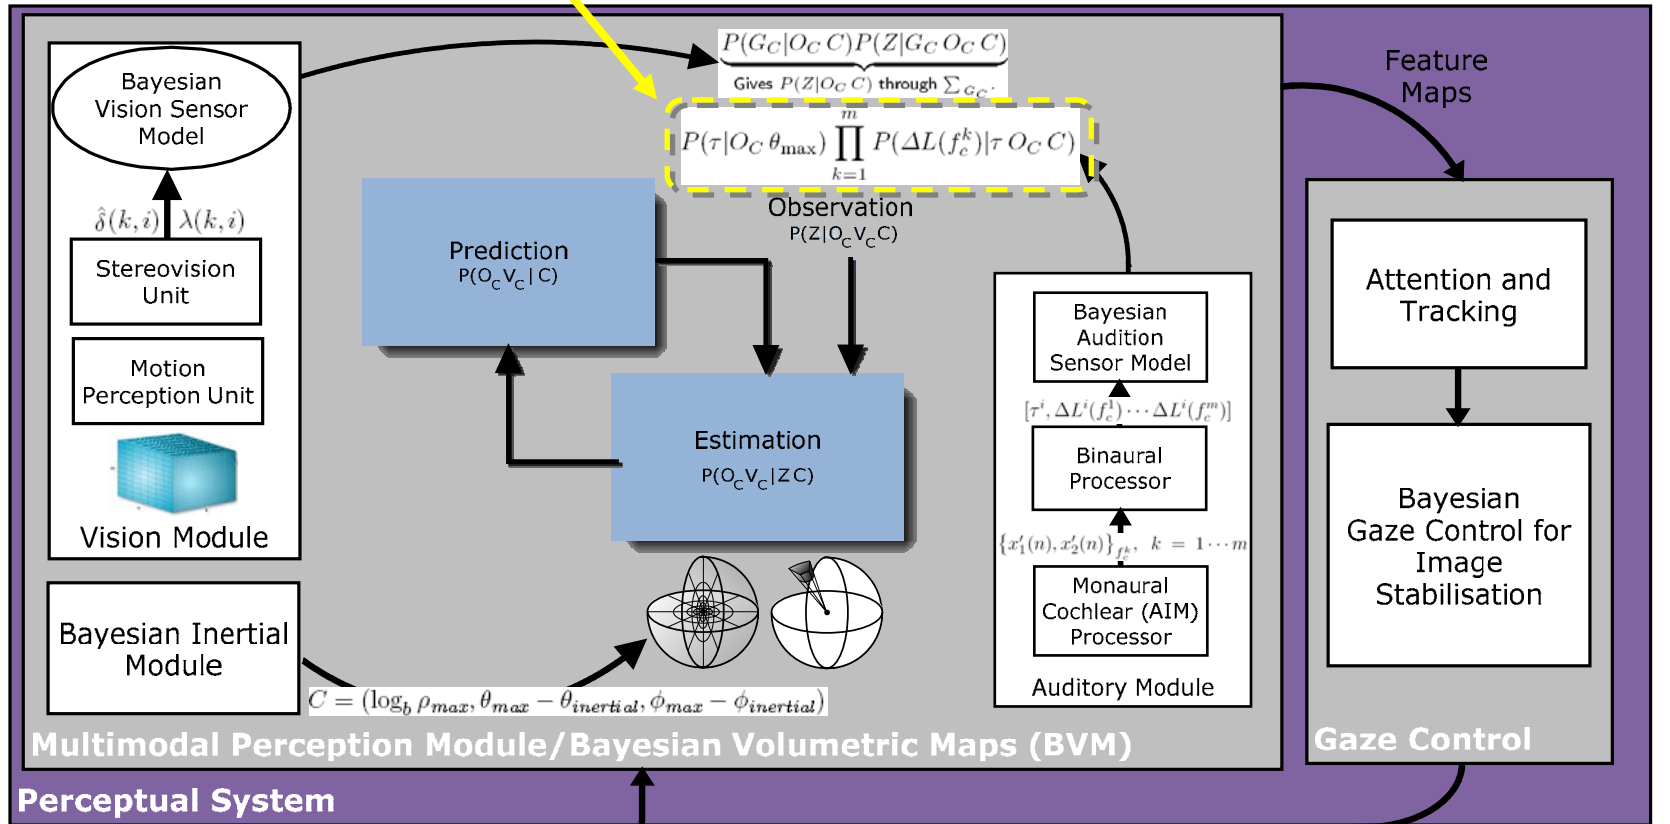 Bayesian
Vision Sensor
Model
δ̂(k, i) λ(k, i)
Stereovision
Unit
Motion
Perception Unit
Vision Module
Bayesian Inertial
Module
P(G_C|O_C C)P(Z|G_C O_C C)
Gives P(Z|O_C C) through ∑_{G_C}.
P(τ|O_C θ_max) ∏_{k=1}^{m} P(ΔL(f_c^k)|τ O_C C)
Observation
P(Z|O_C V_C C)
Prediction
P(O_C V_C | C)
Estimation
P(O_C V_C | Z C)
C = (log_b ρ_max, θ_max − θ_inertial, ϕ_max − ϕ_inertial)
Bayesian
Audition
Sensor Model
[τ^i, ΔL^i(f_c^1) ··· ΔL^i(f_c^m)]
Binaural
Processor
{x′_1(n), x′_2(n)}_{f_c^k}, k = 1 ··· m
Monaural
Cochlear (AIM)
Processor
Auditory Module
Multimodal Perception Module/Bayesian Volumetric Maps (BVM)
Feature
Maps
Attention and
Tracking
Bayesian
Gaze Control for
Image
Stabilisation
Gaze Control
Perceptual System